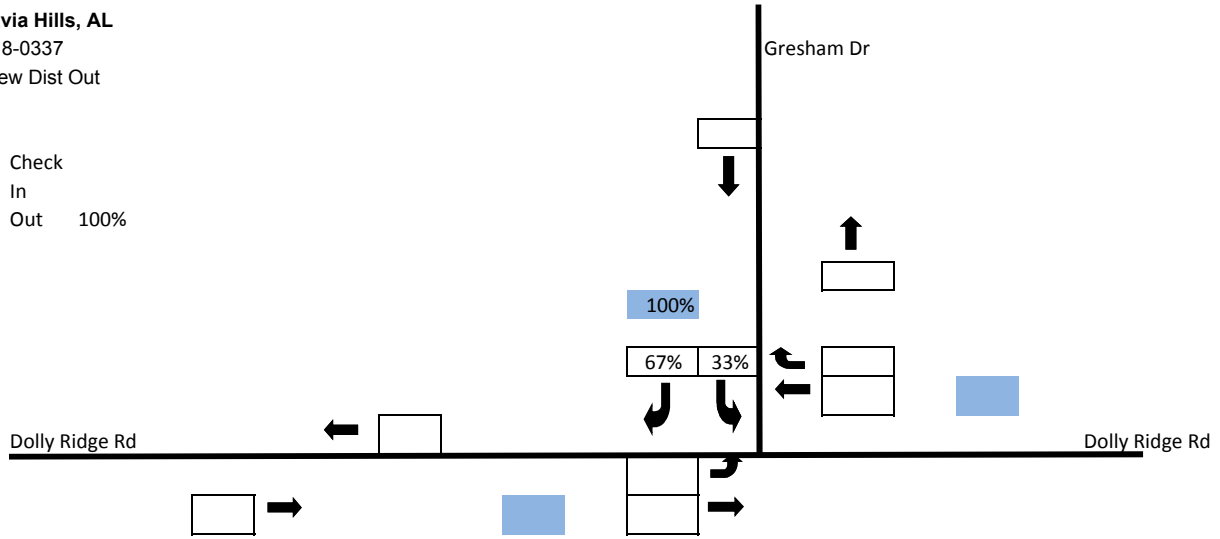 via Hills, AL
8-0337
ew Dist Out
Gresham Dr
Check
In
Out 100%
100%
67% 33%
Dolly Ridge Rd
Dolly Ridge Rd